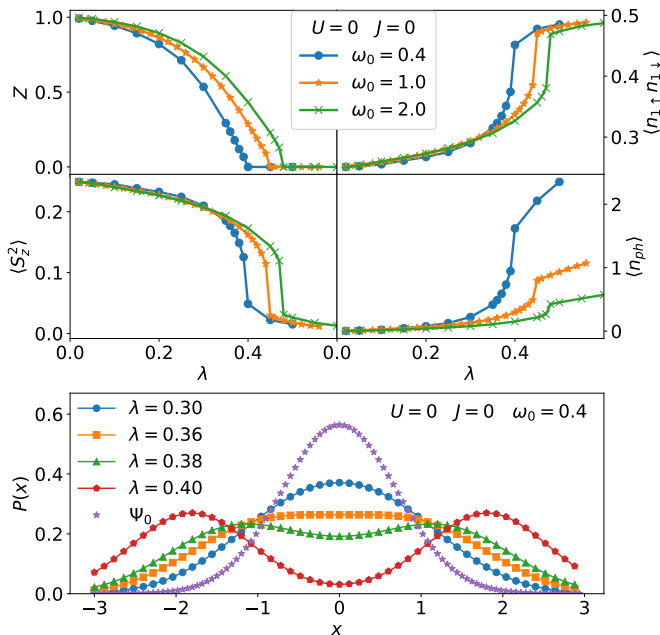 U = 0 J = 0
ω₀ = 0.4
ω₀ = 1.0
ω₀ = 2.0
1.0
0.5
0.0
Z
0.5
0.4
0.3
⟨n₁↑n₁↓⟩
0.2
0.1
0.0
⟨S_z²⟩
2
1
0
⟨n_ph⟩
0.0 0.2 0.4 0.0 0.2 0.4
λ λ
λ = 0.30
λ = 0.36
λ = 0.38
λ = 0.40
Ψ₀
U = 0 J = 0 ω₀ = 0.4
0.6
0.4
0.2
0.0
P(x)
−3 −2 −1 0 1 2 3
x